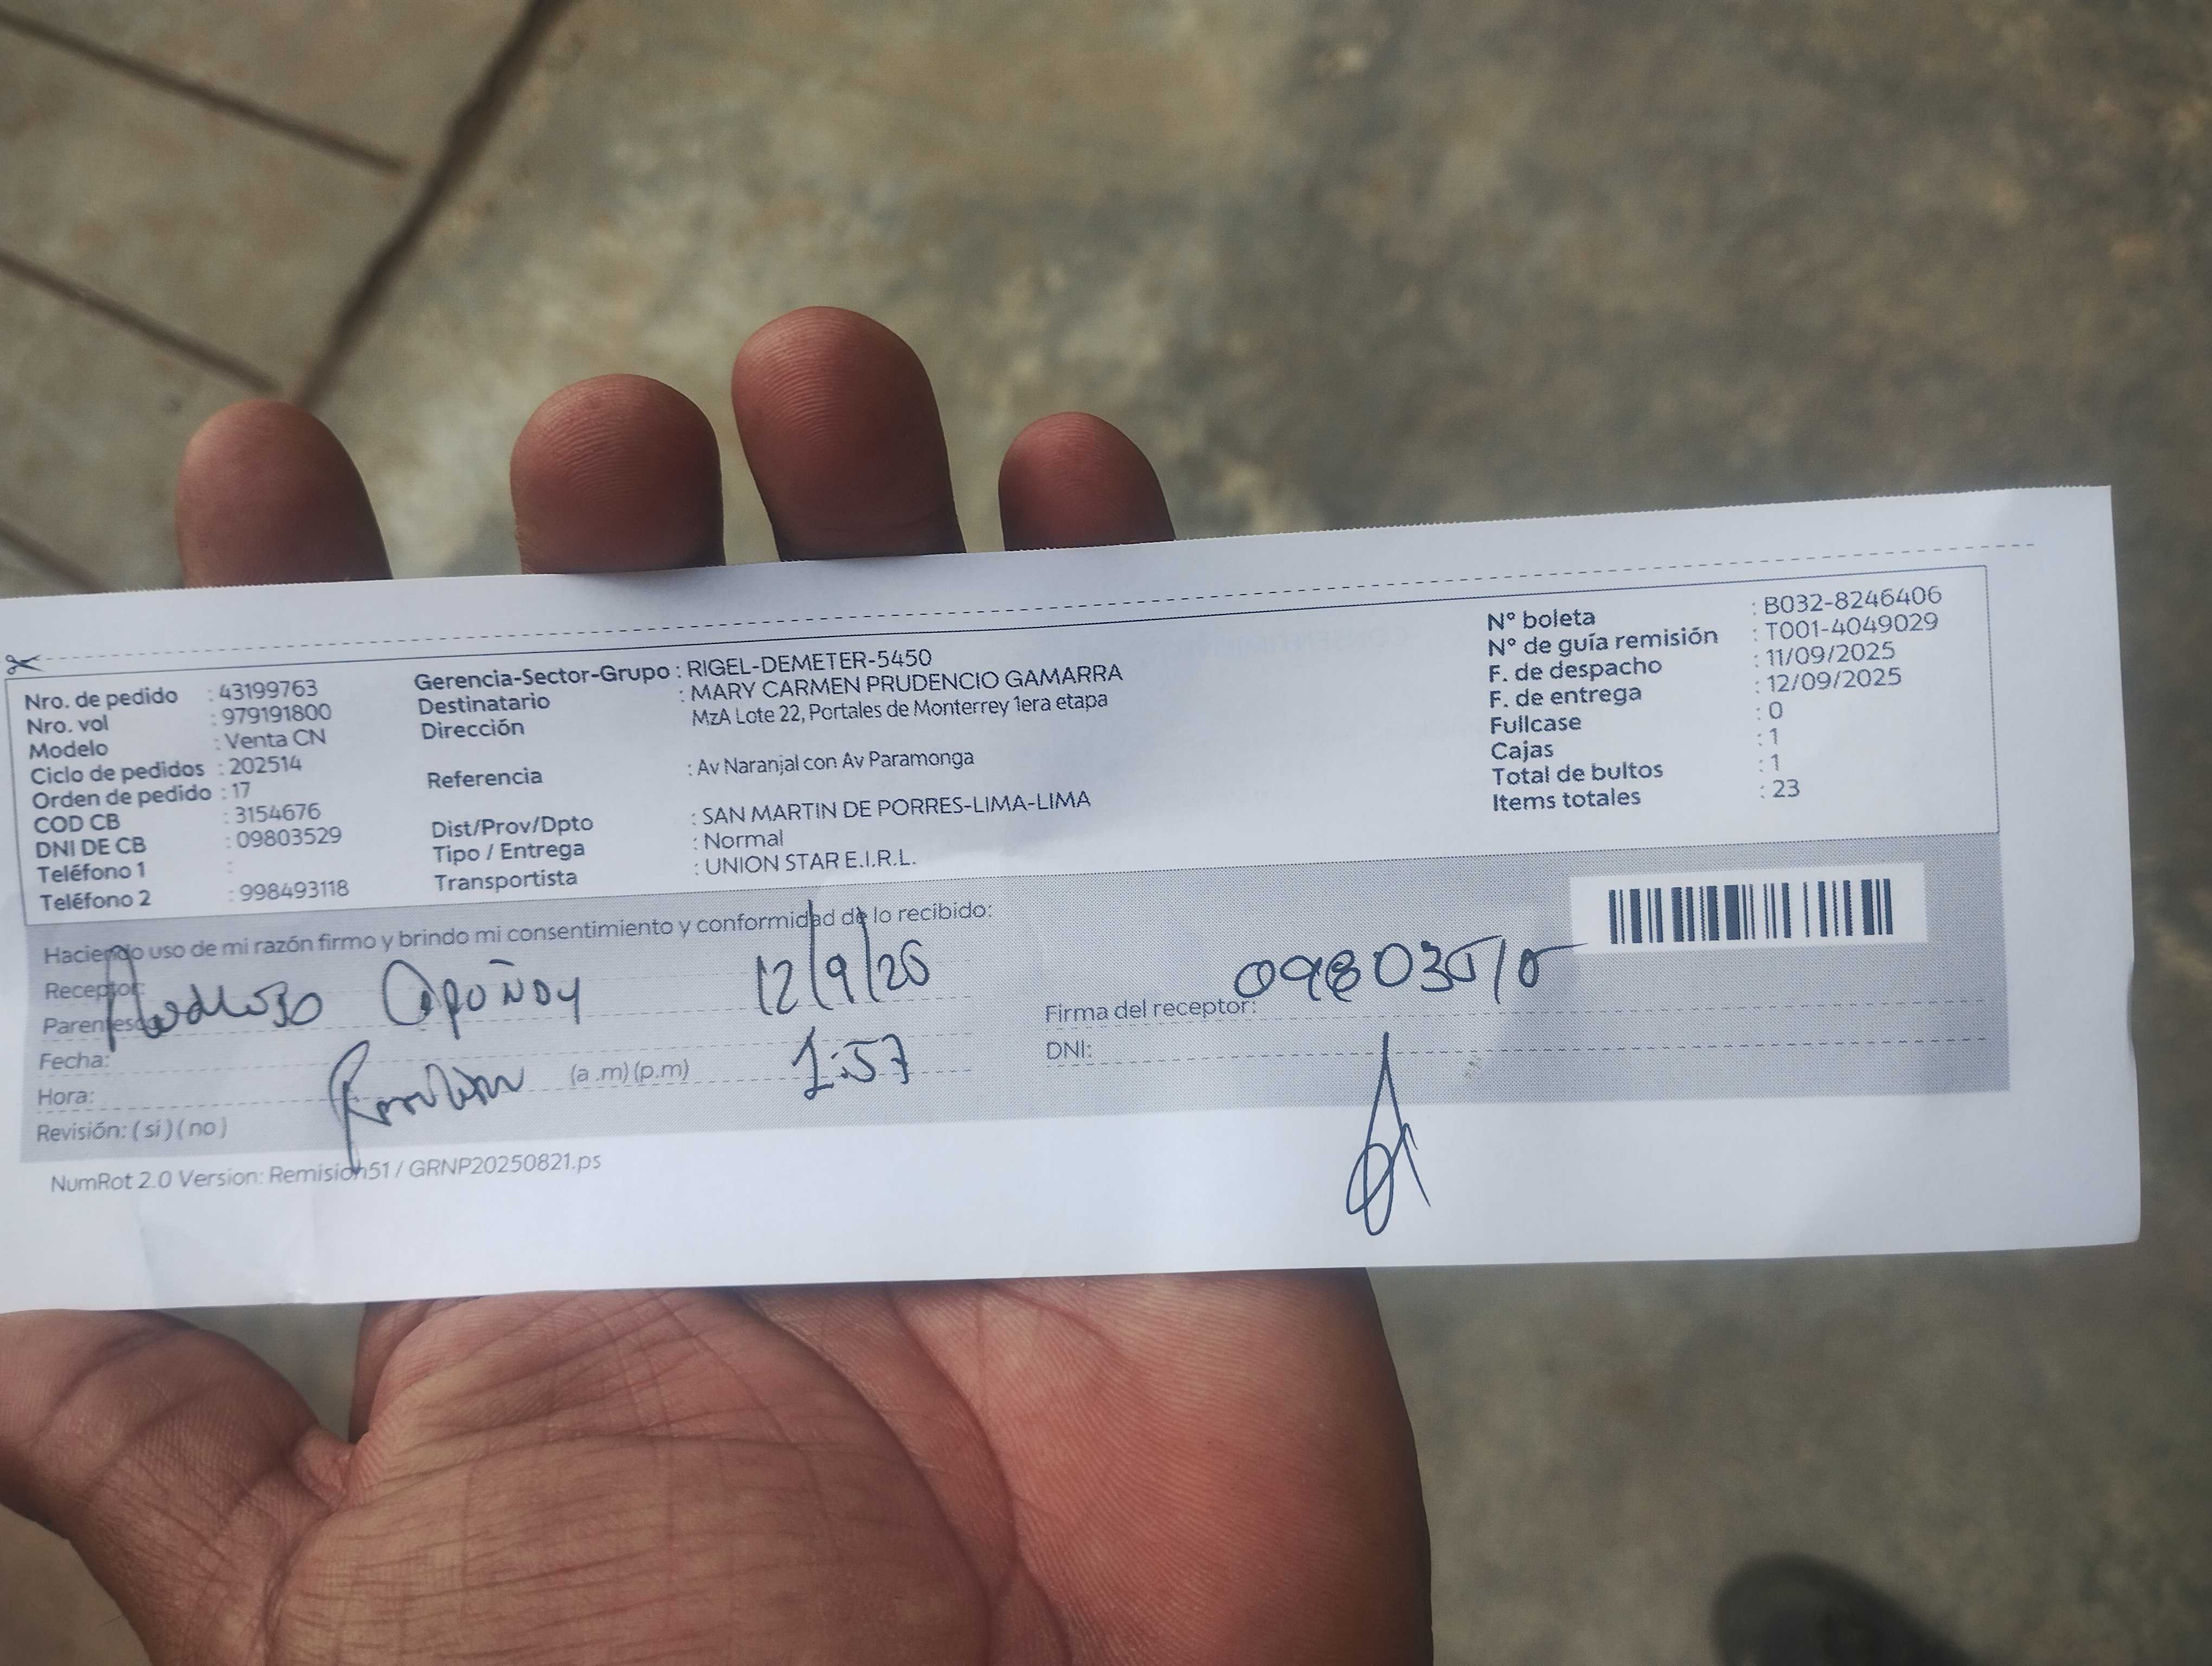 Nro. de pedido : 43199763
Nro. vol : 979191800
Modelo : Venta CN
Ciclo de pedidos : 202514
Orden de pedido : 17
COD CB : 3154676
DNI DE CB : 09803529
Teléfono 1 :
Teléfono 2 : 998493118
Gerencia-Sector-Grupo : RIGEL-DEMETER-5450
Destinatario : MARY CARMEN PRUDENCIO GAMARRA
Dirección MzA Lote 22, Portales de Monterrey 1era etapa
Referencia : Av Naranjal con Av Paramonga
Dist/Prov/Dpto : SAN MARTIN DE PORRES-LIMA-LIMA
Tipo / Entrega : Normal
Transportista : UNION STAR E.I.R.L.
N° boleta : B032-8246406
N° de guía remisión : T001-4049029
F. de despacho : 11/09/2025
F. de entrega : 12/09/2025
Fullcase : 0
Cajas : 1
Total de bultos : 1
Items totales : 23
Haciendo uso de mi razón firmo y brindo mi consentimiento y conformidad de lo recibido:
Receptor:
Parentesco:
12/9/25
Fecha:
Hora: (a .m) (p.m) 1:57
Revisión: ( si ) ( no )
Firma del receptor:
DNI:
NumRot 2.0 Version: Remision51 / GRNP20250821.ps